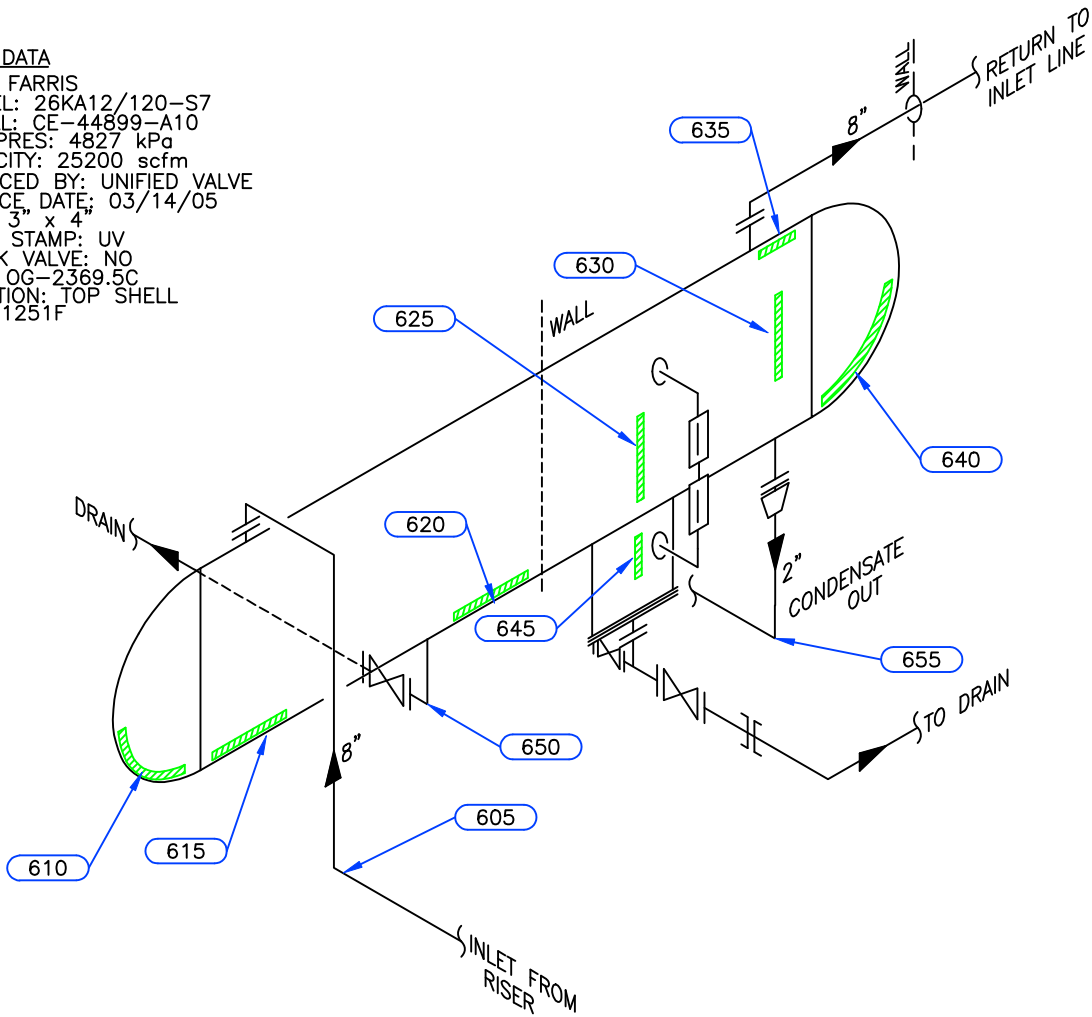 DATA
FARRIS
EL: 26KA12/120-S7
L: CE-44899-A10
PRES: 4827 kPa
CITY: 25200 scfm
CED BY: UNIFIED VALVE
CE DATE: 03/14/05
3" x 4"
STAMP: UV
K VALVE: NO
OG-2369.5C
TION: TOP SHELL
1251F
WALL
RETURN TO
INLET LINE
8"
635
630
WALL
625
640
DRAIN
620
2"
CONDENSATE
OUT
645
655
TO DRAIN
650
8"
605
615
610
INLET FROM
RISER